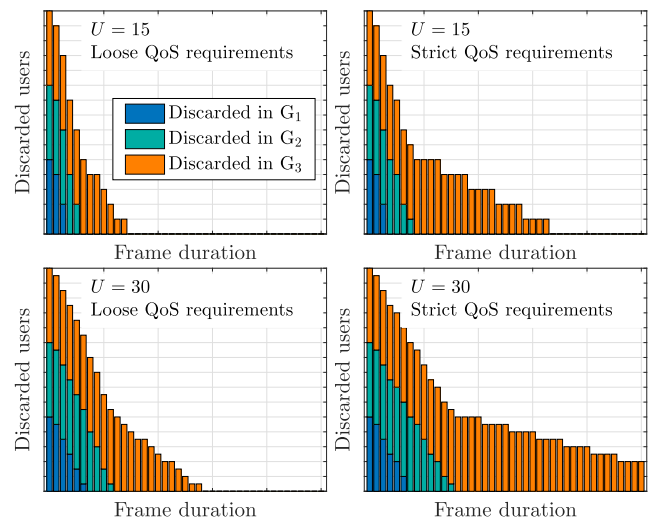 U = 15
Loose QoS requirements
Discarded in G₁
Discarded in G₂
Discarded in G₃
Discarded users
Frame duration
U = 15
Strict QoS requirements
Discarded users
Frame duration
U = 30
Loose QoS requirements
Discarded users
Frame duration
U = 30
Strict QoS requirements
Discarded users
Frame duration